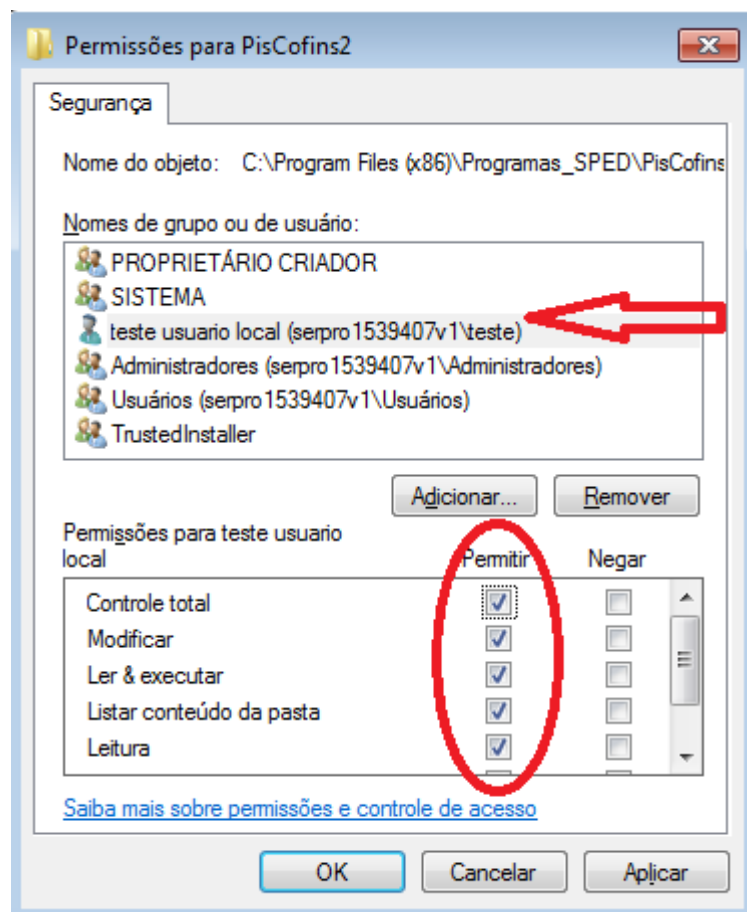 Permissões para PisCofins2
Segurança
Nome do objeto: C:\Program Files (x86)\Programas_SPED\PisCofins
Nomes de grupo ou de usuário:
PROPRIETÁRIO CRIADOR
SISTEMA
teste usuario local (serpro1539407v1\teste)
Administradores (serpro1539407v1\Administradores)
Usuários (serpro1539407v1\Usuários)
TrustedInstaller
Adicionar... Remover
Permissões para teste usuario
local Permitir Negar
Controle total
Modificar
Ler & executar
Listar conteúdo da pasta
Leitura
Saiba mais sobre permissões e controle de acesso
OK Cancelar Aplicar